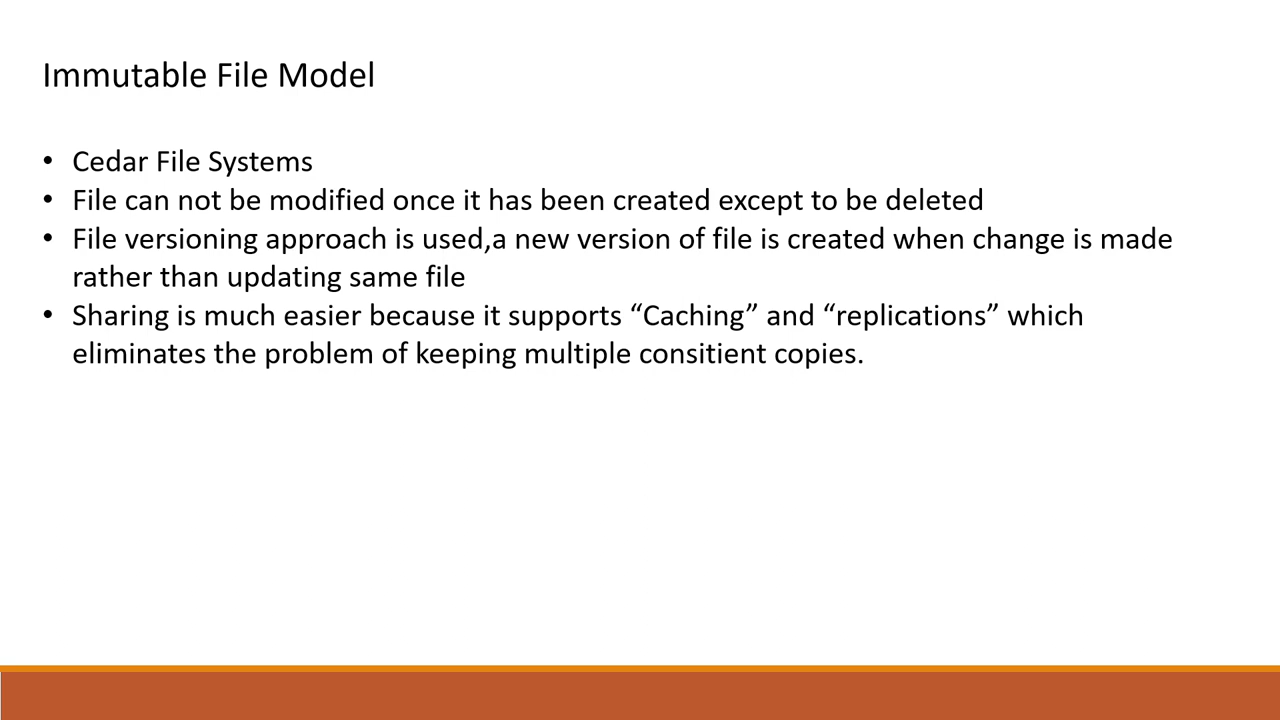 Immutable File Model
• Cedar File Systems
• File can not be modified once it has been created except to be deleted
• File versioning approach is used,a new version of file is created when change is made
rather than updating same file
• Sharing is much easier because it supports “Caching” and “replications” which
eliminates the problem of keeping multiple consitient copies.